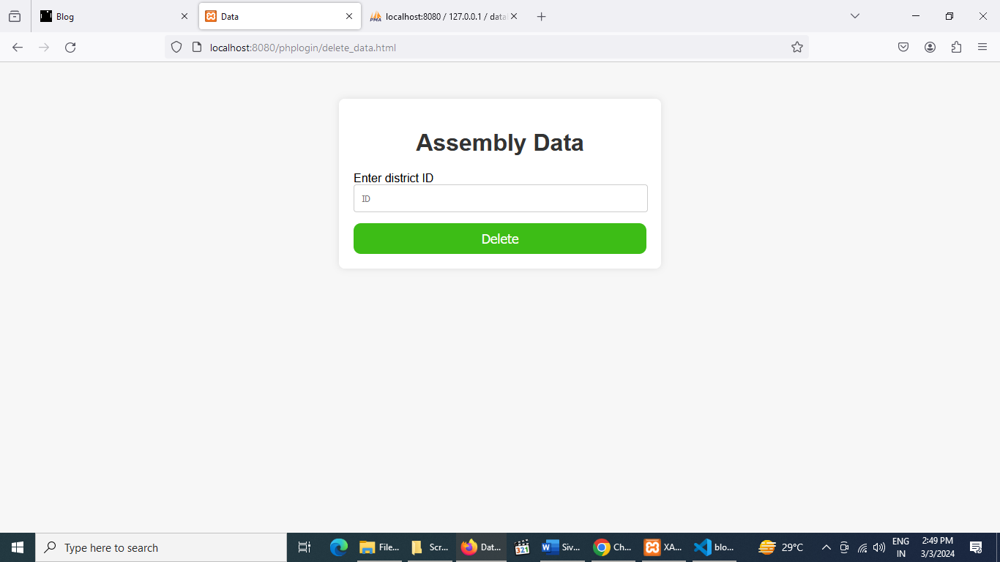 Blog
Data
localhost:8080 / 127.0.0.1 / data
localhost:8080/phplogin/delete_data.html
Assembly Data
Enter district ID
ID
Delete
Type here to search
File...
Scr...
Dat...
321
Siv...
Ch...
XA...
blo...
29°C
ENG
IN
2:49 PM
3/3/2024